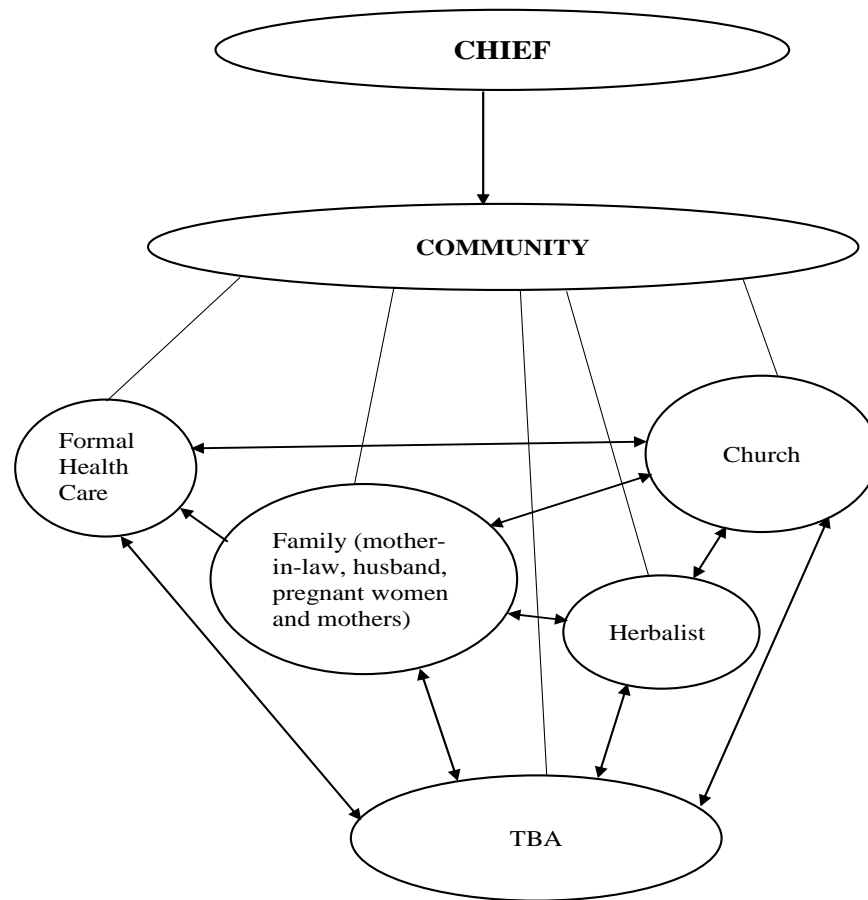 CHIEF
COMMUNITY
Formal
Health
Care
Church
Family (mother-
in-law, husband,
pregnant women
and mothers)
Herbalist
TBA